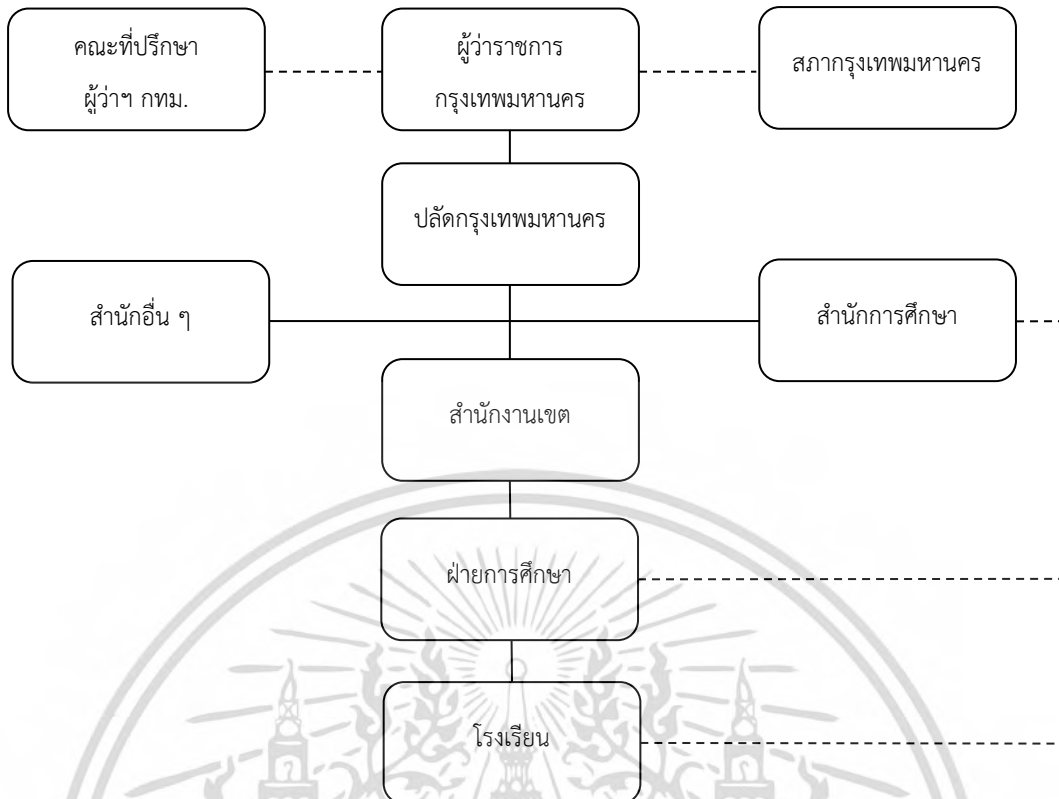 คณะที่ปรึกษา
ผู้ว่าฯ กทม.
ผู้ว่าราชการ
กรุงเทพมหานคร
สภากรุงเทพมหานคร
ปลัดกรุงเทพมหานคร
สำนักอื่น ๆ
สำนักการศึกษา
สำนักงานเขต
ฝ่ายการศึกษา
โรงเรียน